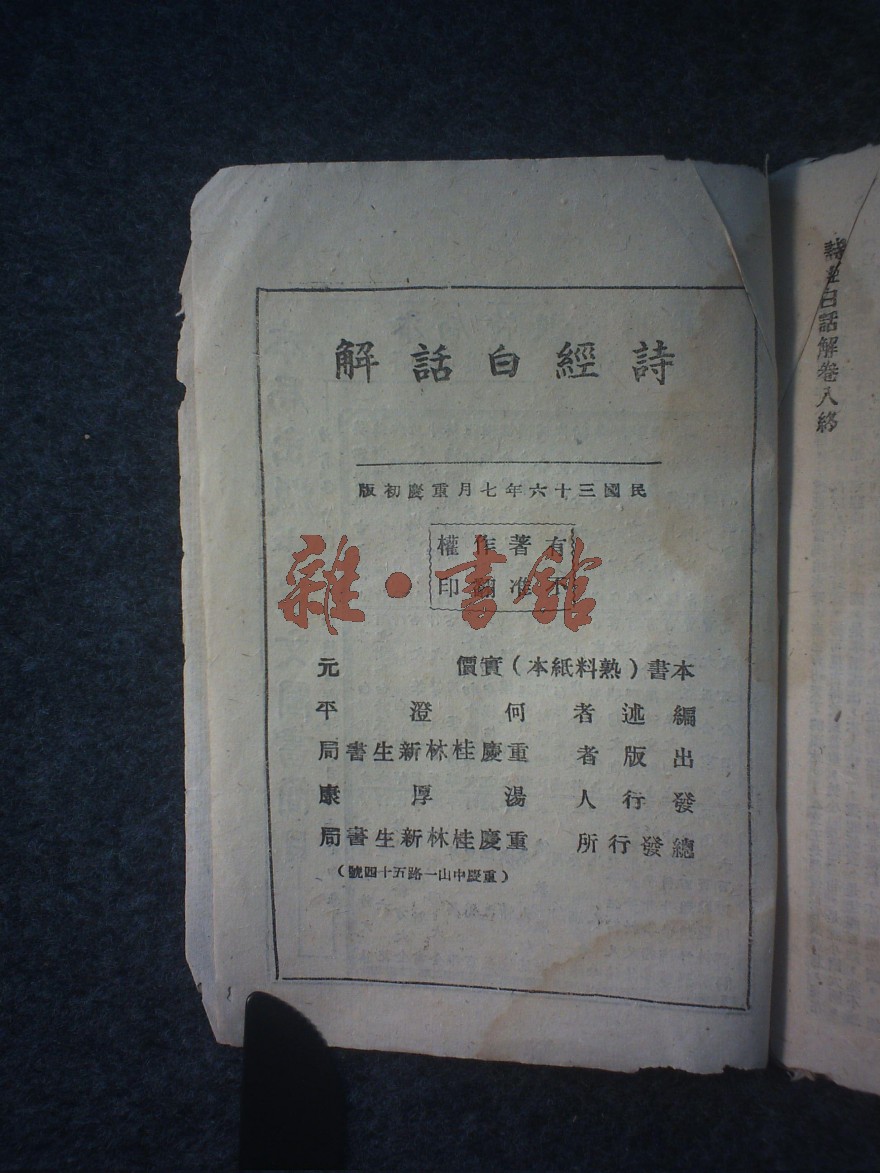 詩經白話解卷八終
詩經白話解
民國三十六年七月重慶初版
有著作權
不准翻印
雜·書館
本書(熟料紙本)實價 元
編述者 何澄平
出版者 重慶桂林新生書局
發行人 湯厚康
總發行所 重慶桂林新生書局
(重慶中山一路五十四號)